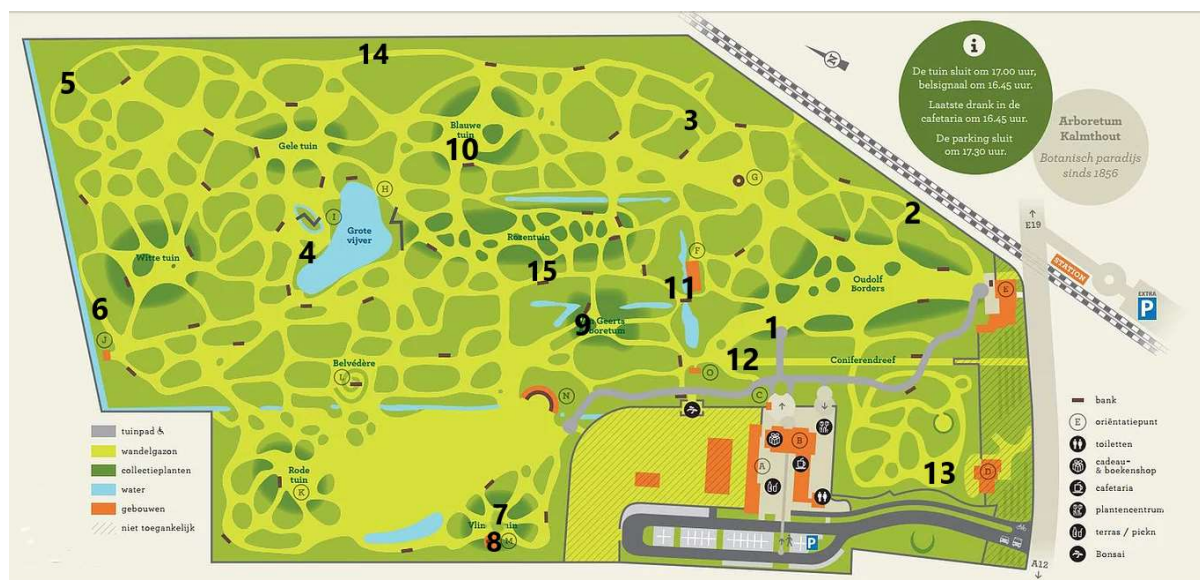 De tuin sluit om 17.00 uur,
belsignaal om 16.45 uur.
Laatste drank in de
cafetaria om 16.45 uur.
De parking sluit
om 17.30 uur.
Arboretum
Kalmthout
Botanisch paradijs
sinds 1856
N
14
5
3
Blauwe
tuin
10
Gele tuin
G
H
I
2
E19
Grote
vijver
4
Rozentuin
F
STATION
Witte tuin
15
11
Oudolf
Borders
E
EXTRA
P
6
9
Geerts
1
J
12
Coniferendreef
Belvédère
L
O
N
C
tuinpad
wandelgazon
collectieplanten
water
gebouwen
niet toegankelijk
Rode
tuin
K
7
8
M
A
B
13
D
P
bank
E oriëntatiepunt
toiletten
cadeau-
& boekenshop
cafetaria
plantencentrum
terras / piekn
Bonsai
A12